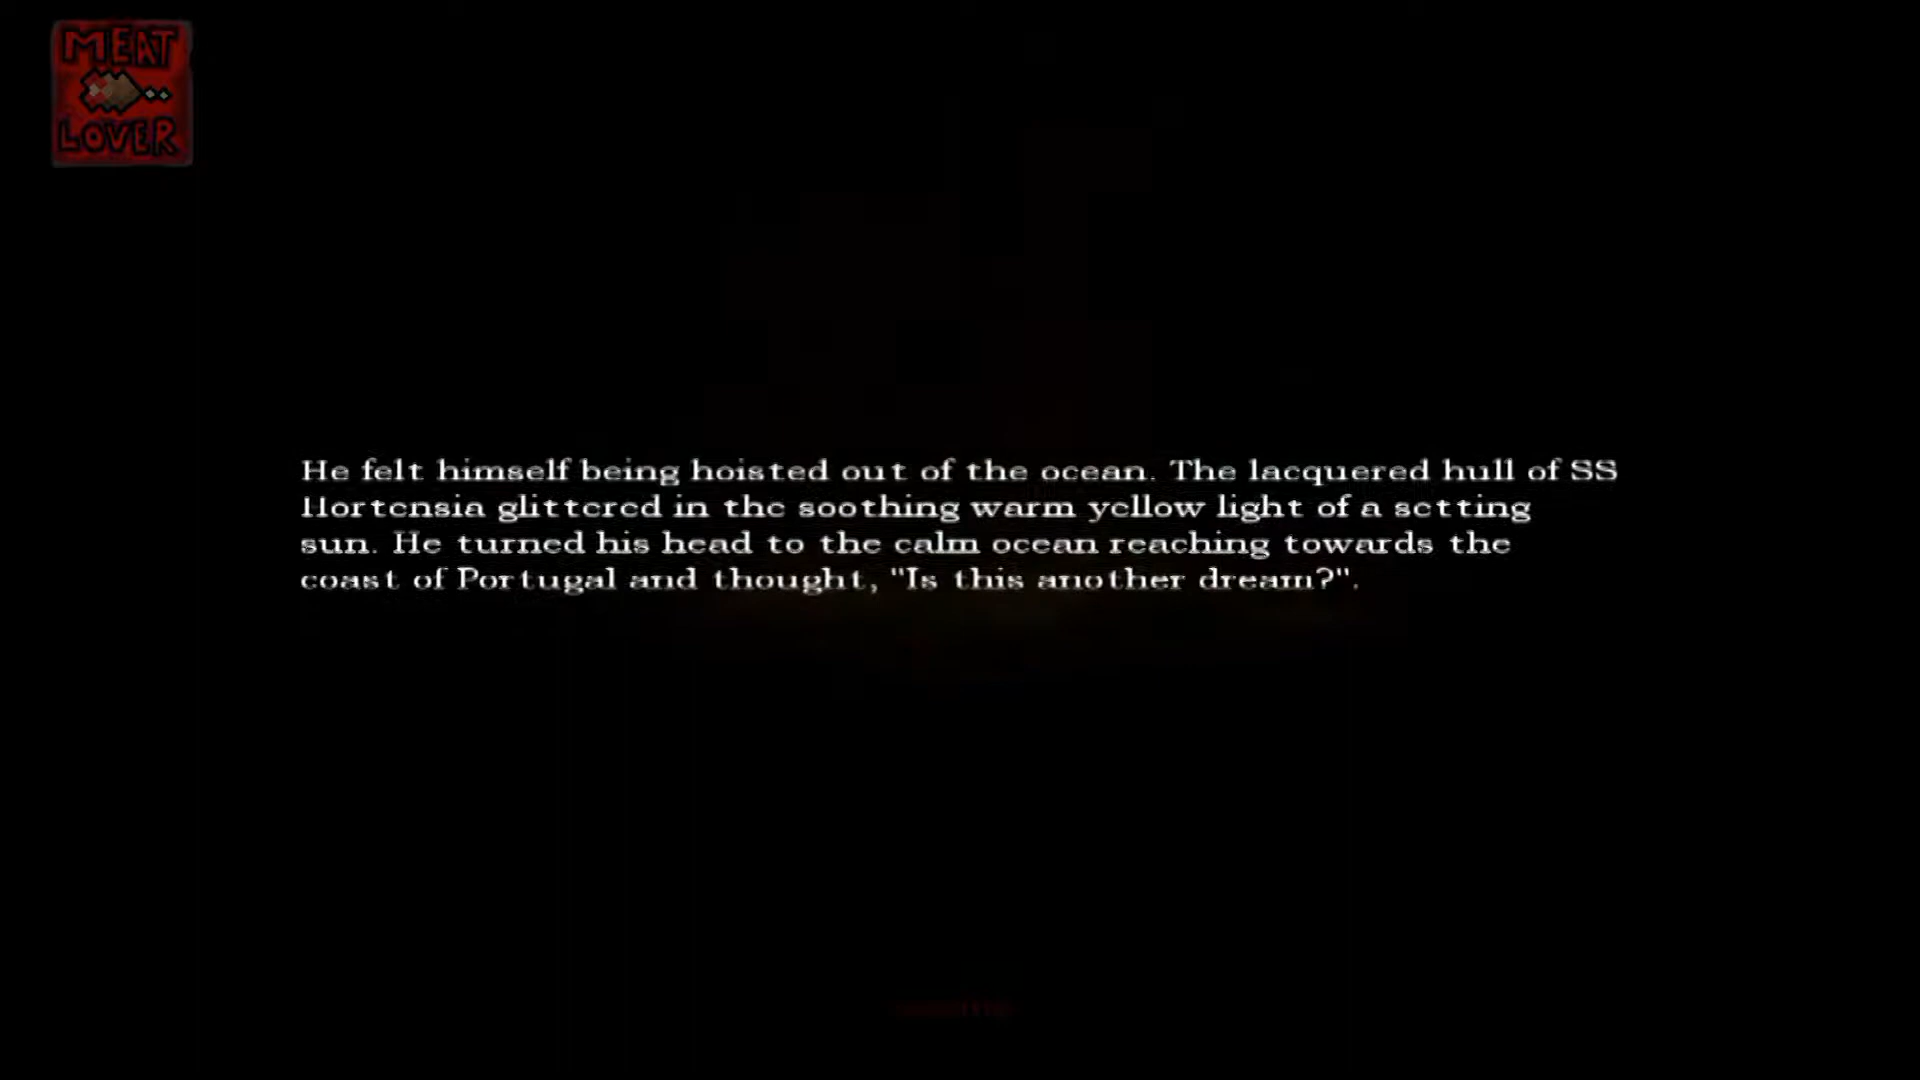 MEAT
LOVER
He felt himself being hoisted out of the ocean. The lacquered hull of SS
Hortensia glittered in the soothing warm yellow light of a setting
sun. He turned his head to the calm ocean reaching towards the
coast of Portugal and thought, "Is this another dream?".